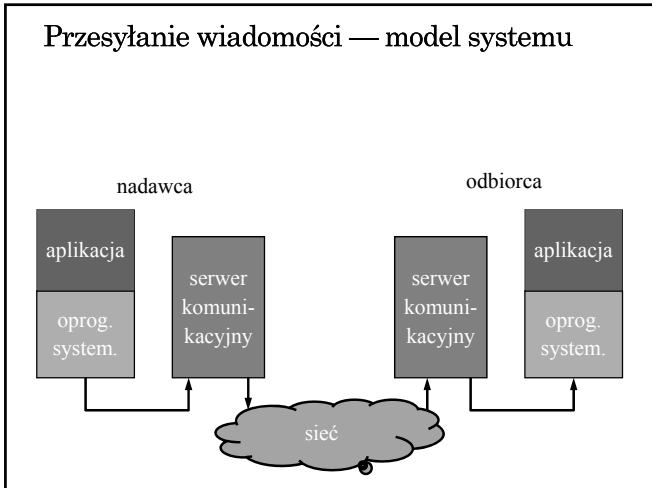 Przesyłanie wiadomości — model systemu
nadawca
odbiorca
aplikacja
oprog.
system.
serwer
komuni-
kacyjny
serwer
komuni-
kacyjny
aplikacja
oprog.
system.
sieć